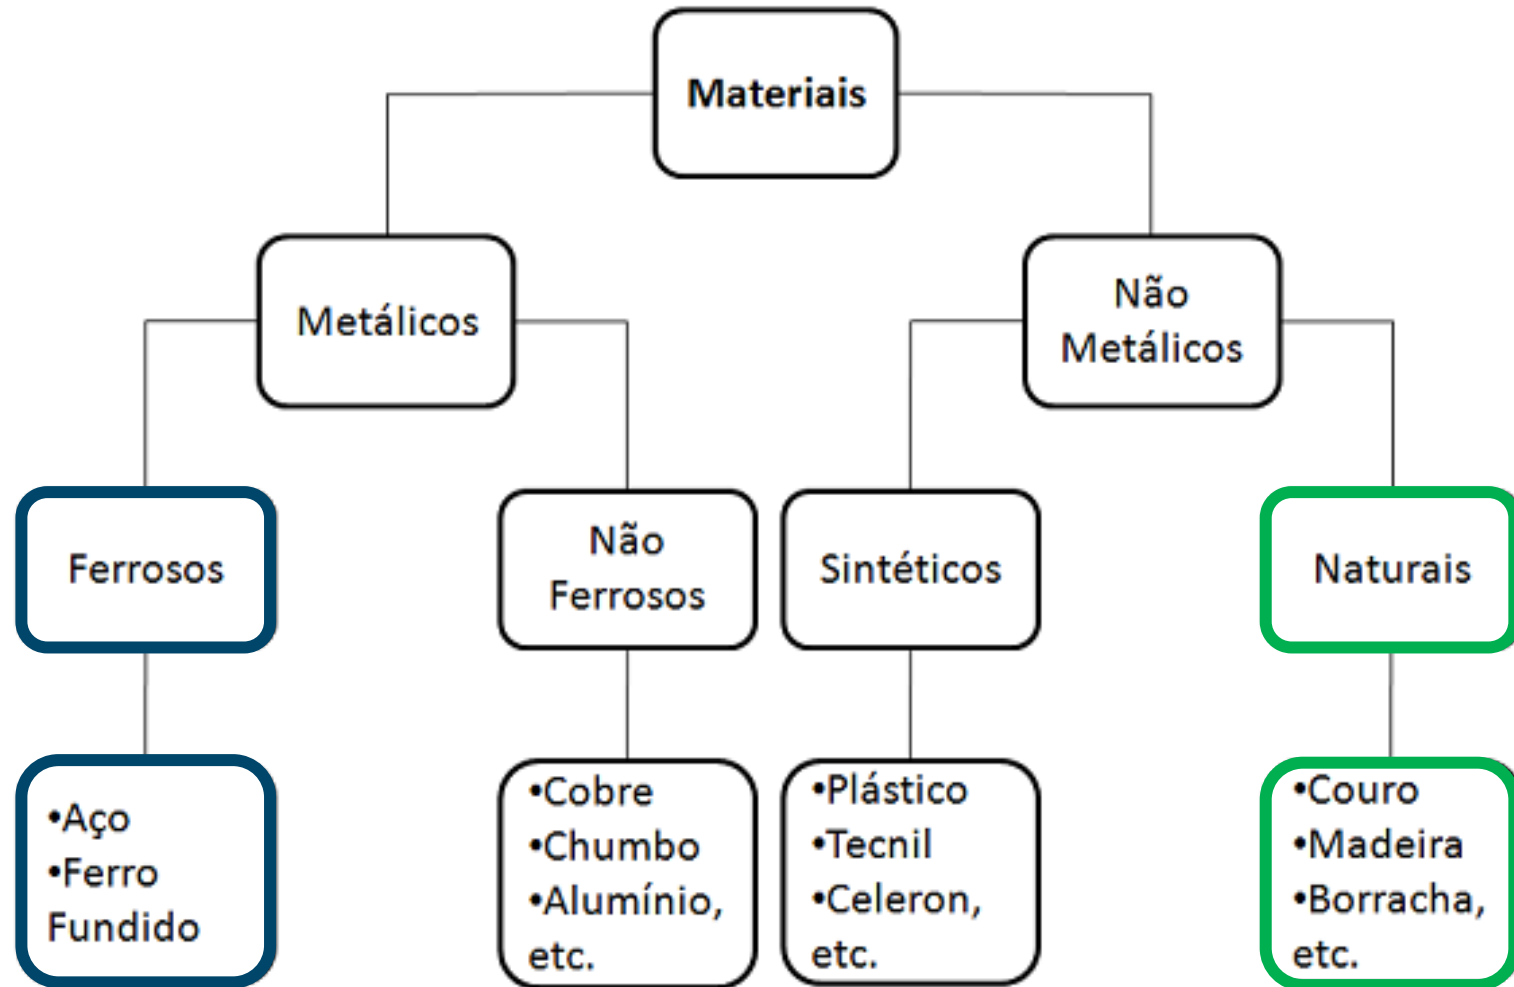 Materiais
Metálicos
Não
Metálicos
Ferrosos
Não
Ferrosos
Sintéticos
Naturais
•Aço
•Ferro
Fundido
•Cobre
•Chumbo
•Alumínio,
etc.
•Plástico
•Tecnil
•Celeron,
etc.
•Couro
•Madeira
•Borracha,
etc.